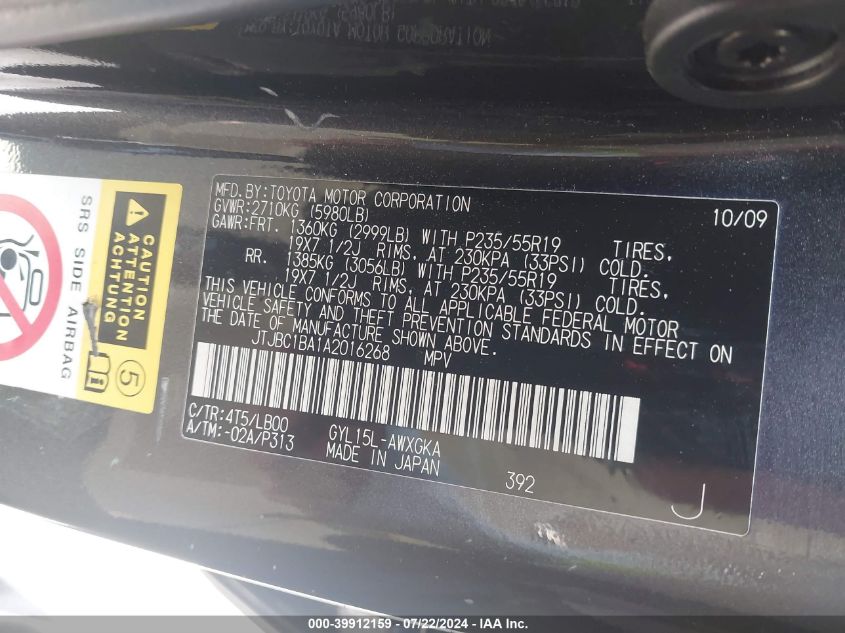 MFD. BY: TOYOTA MOTOR CORPORATION 10/09
GVWR: 2710KG (5980LB)
GAWR: FRT. 1360KG (2999LB) WITH P235/55R19 TIRES,
19X7 1/2J RIMS, AT 230KPA (33PSI) COLD.
RR. 1385KG (3056LB) WITH P235/55R19 TIRES,
19X7 1/2J RIMS, AT 230KPA (33PSI) COLD.
THIS VEHICLE CONFORMS TO ALL APPLICABLE FEDERAL MOTOR
VEHICLE SAFETY AND THEFT PREVENTION STANDARDS IN EFFECT ON
THE DATE OF MANUFACTURE SHOWN ABOVE.
JTJBC1BA1A2016268 MPV
C/TR: 4T5/LB00
A/TM: -02A/P313
GYL15L-AWXGKA
MADE IN JAPAN
392
J
SRS SIDE AIRBAG
CAUTION
ATTENTION
ACHTUNG
5
000-39912159 - 07/22/2024 - IAA Inc.